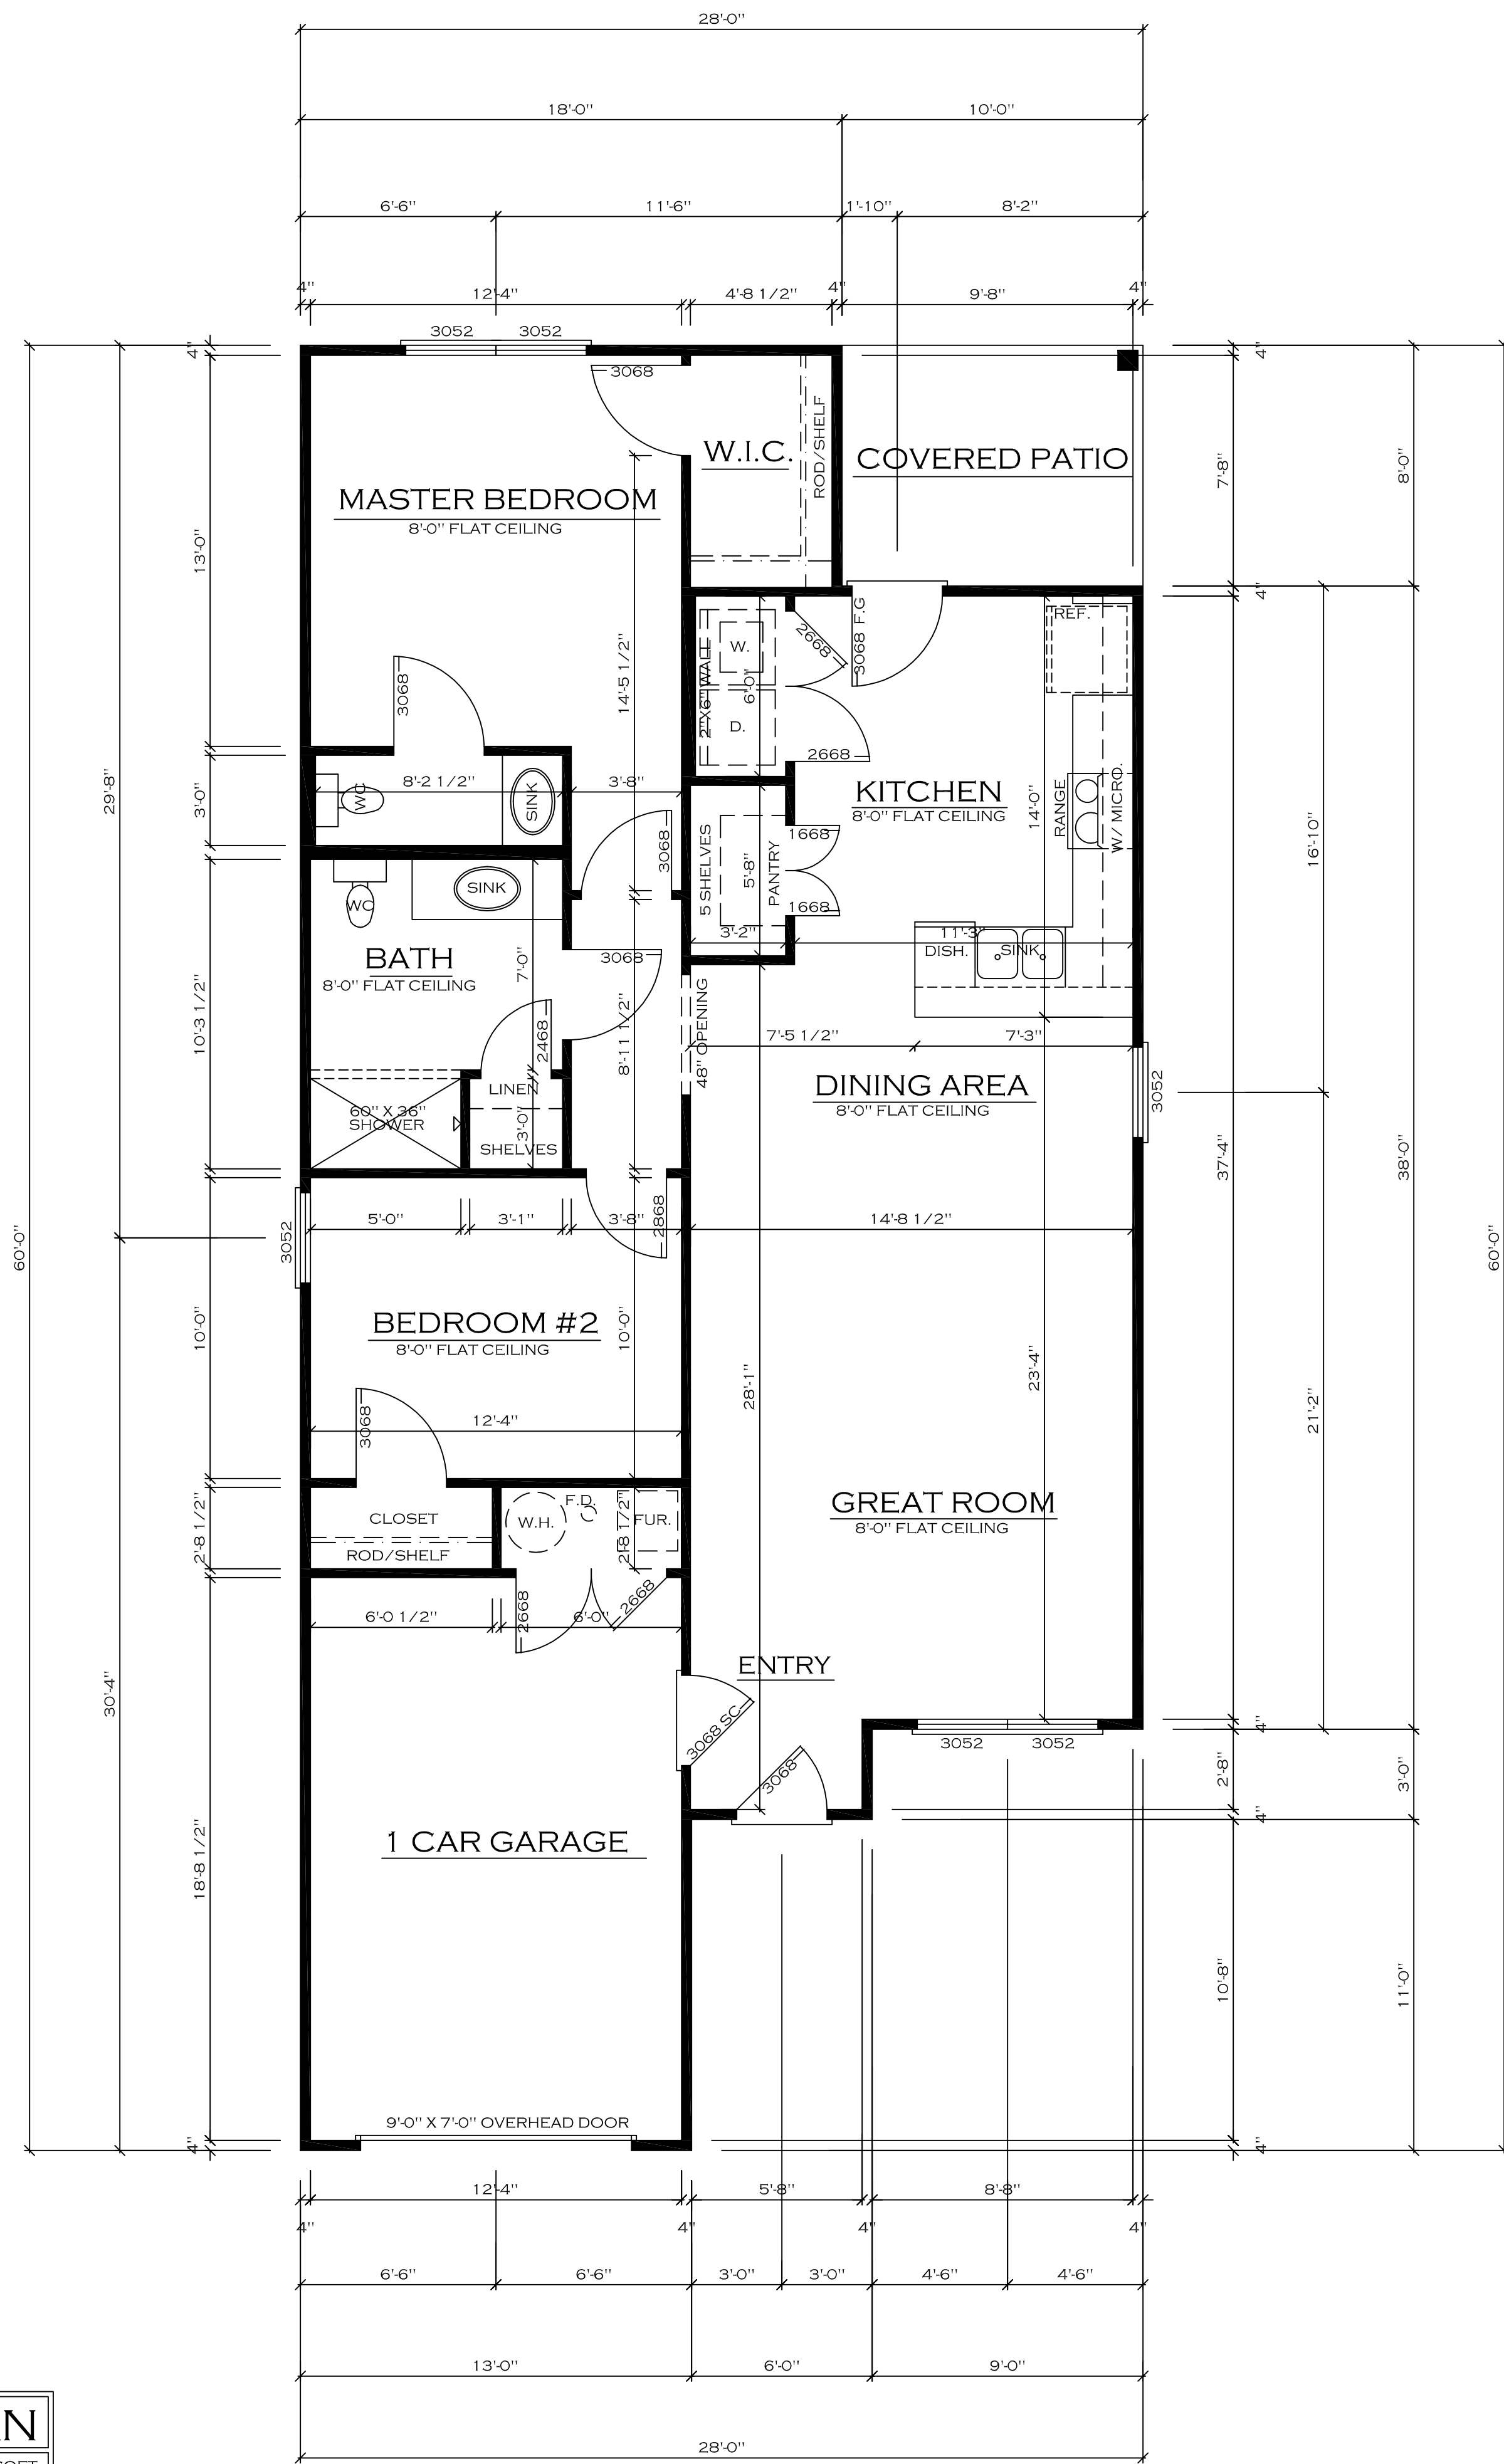 28'-0"
18'-0"
10'-0"
6'-6"
11'-6"
1'-10"
8'-2"
4"
12'-4"
4'-8 1/2"
4"
9'-8"
4"
3052
3052
4"
4"
3068
ROD/SHELF
W.I.C.
COVERED PATIO
7'-8"
8'-0"
MASTER BEDROOM
8'-0" FLAT CEILING
13'-0"
4"
14'-5 1/2"
3068
2"X6" WALL
W.
D.
6'-0"
2668
2668
3068 F.G
REF.
29'-8"
3'-0"
WC
8'-2 1/2"
SINK
3'-8"
3068
5 SHELVES
5'-8"
PANTRY
1668
1668
KITCHEN
8'-0" FLAT CEILING
14'-0"
RANGE
W/ MICRO.
16'-10"
WC
SINK
BATH
8'-0" FLAT CEILING
7'-0"
3068
3'-2"
11'-3"
DISH.
SINK
10'-3 1/2"
2468
8'-11 1/2"
48" OPENING
7'-5 1/2"
7'-3"
DINING AREA
8'-0" FLAT CEILING
3052
60" X 36"
SHOWER
LINEN
3'-0"
SHELVES
37'-4"
38'-0"
60'-0"
60'-0"
3052
5'-0"
3'-1"
3'-8"
2868
14'-8 1/2"
BEDROOM #2
8'-0" FLAT CEILING
10'-0"
10'-0"
28'-1"
23'-4"
21'-2"
3068
12'-4"
GREAT ROOM
8'-0" FLAT CEILING
2'-8 1/2"
CLOSET
ROD/SHELF
W.H.
F.D.
FUR.
2'-8 1/2"
6'-0 1/2"
2668
6'-0"
2668
30'-4"
ENTRY
3068 SC
3068
3052
3052
4"
2'-8"
3'-0"
4"
1 CAR GARAGE
18'-8 1/2"
10'-8"
11'-0"
9'-0" X 7'-0" OVERHEAD DOOR
4"
4"
12'-4"
5'-8"
8'-8"
4"
4"
4"
4"
6'-6"
6'-6"
3'-0"
3'-0"
4'-6"
4'-6"
13'-0"
6'-0"
9'-0"
28'-0"